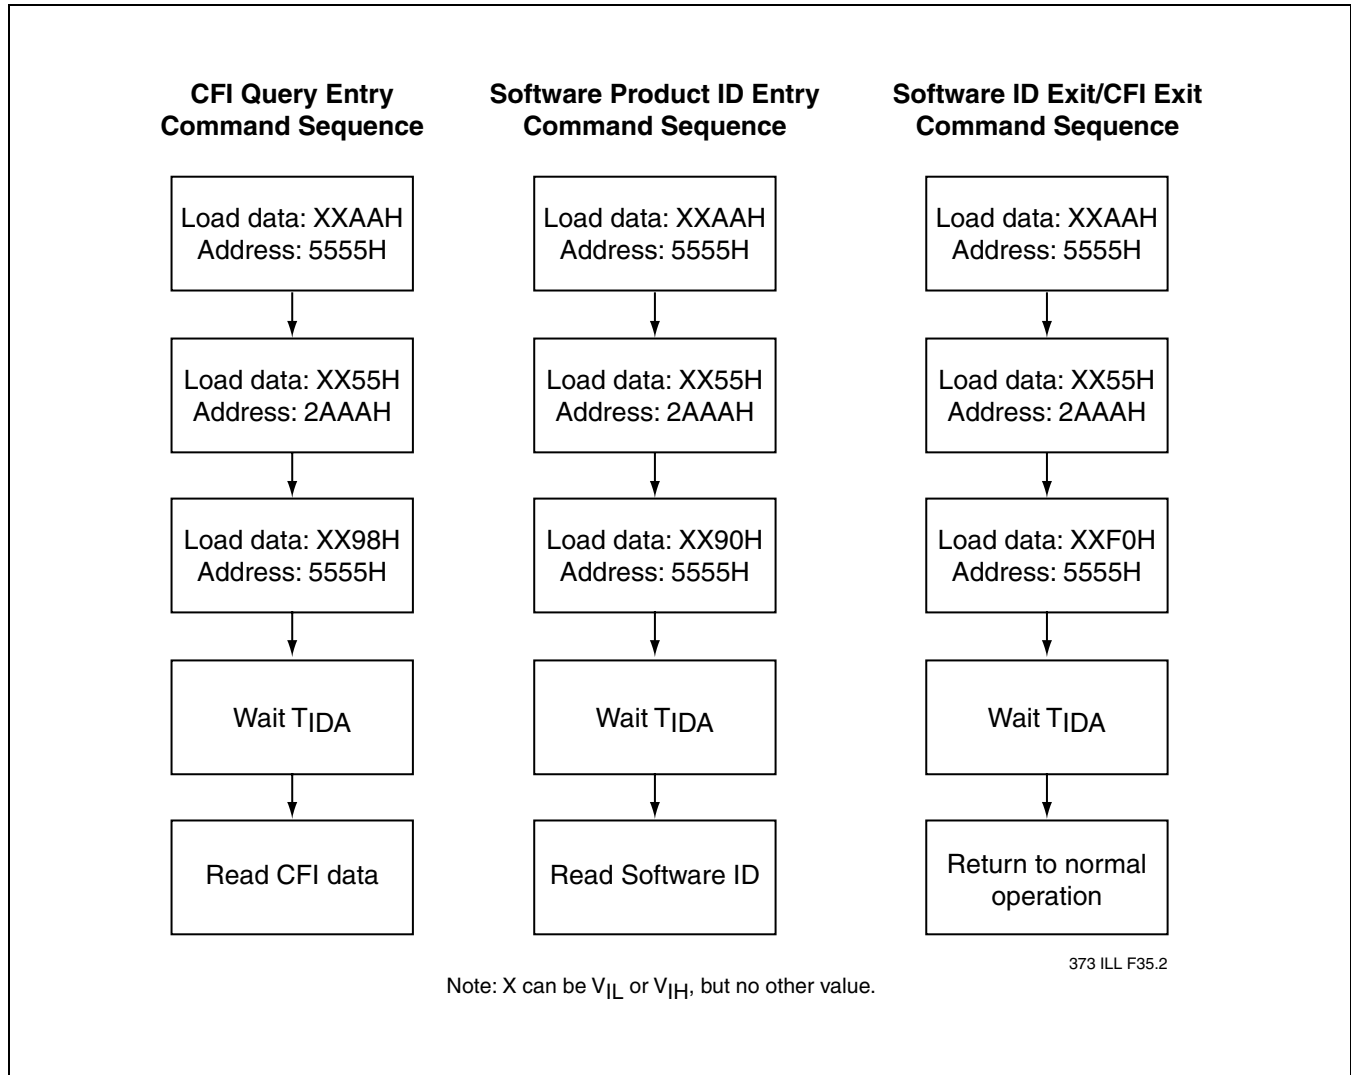 CFI Query Entry
Command Sequence
Load data: XXAAH
Address: 5555H
Load data: XX55H
Address: 2AAAH
Load data: XX98H
Address: 5555H
Wait TIDA
Read CFI data
Software Product ID Entry
Command Sequence
Load data: XXAAH
Address: 5555H
Load data: XX55H
Address: 2AAAH
Load data: XX90H
Address: 5555H
Wait TIDA
Read Software ID
Software ID Exit/CFI Exit
Command Sequence
Load data: XXAAH
Address: 5555H
Load data: XX55H
Address: 2AAAH
Load data: XXF0H
Address: 5555H
Wait TIDA
Return to normal
operation
373 ILL F35.2
Note: X can be VIL or VIH, but no other value.